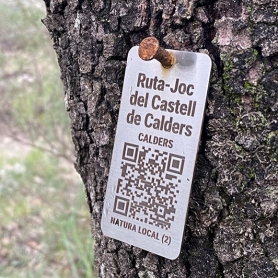 Ruta-Joc
del Castell
de Calders
CALDERS
NATURA LOCAL (2)